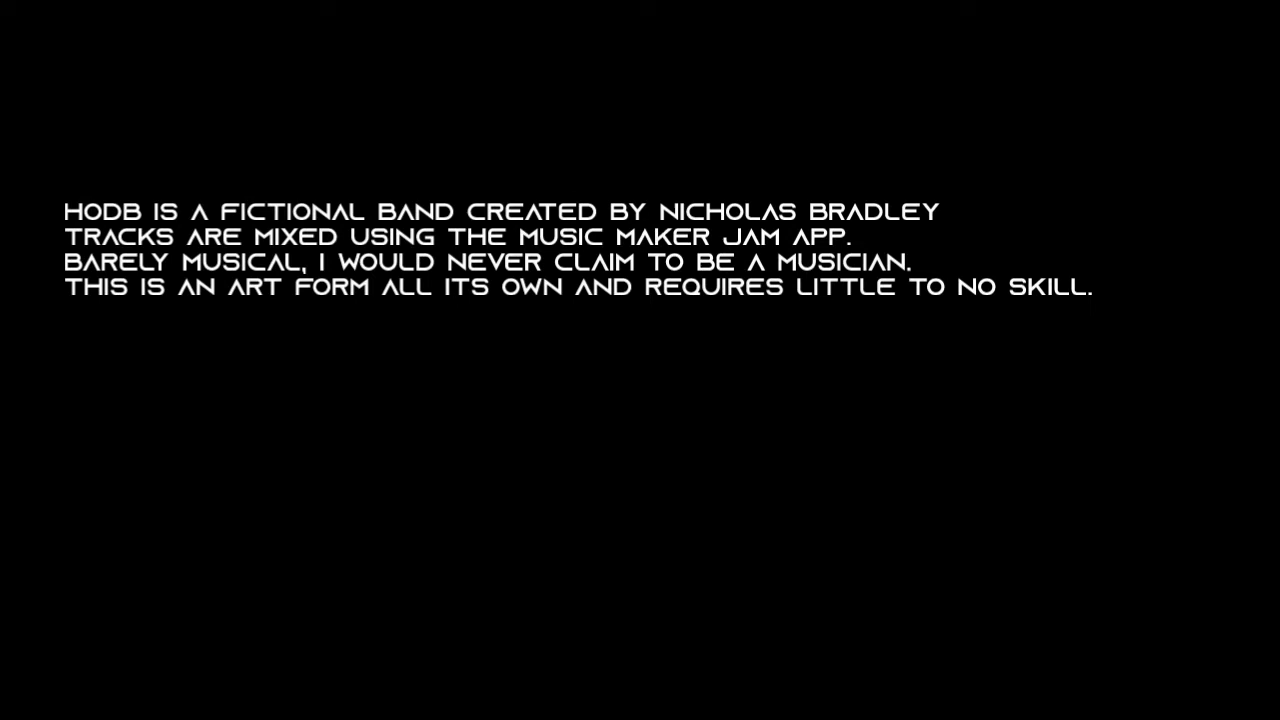 HODB IS A FICTIONAL BAND CREATED BY NICHOLAS BRADLEY
TRACKS ARE MIXED USING THE MUSIC MAKER JAM APP.
BARELY MUSICAL, I WOULD NEVER CLAIM TO BE A MUSICIAN.
THIS IS AN ART FORM ALL ITS OWN AND REQUIRES LITTLE TO NO SKILL.